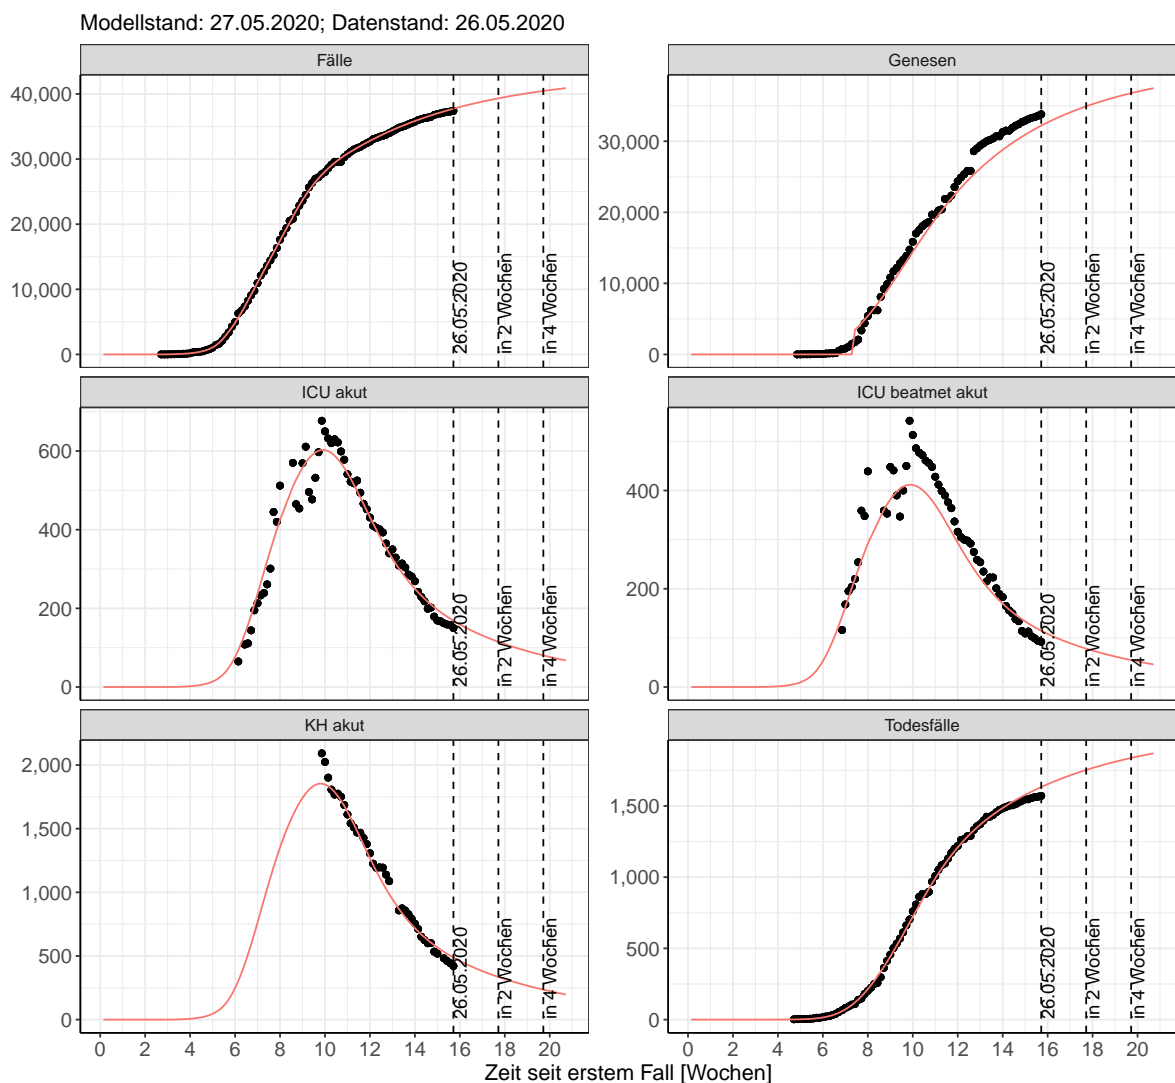 Modellstand: 27.05.2020; Datenstand: 26.05.2020
Fälle
Genesen
40,000
30,000
20,000
10,000
0
26.05.2020
in 2 Wochen
in 4 Wochen
30,000
20,000
10,000
0
26.05.2020
in 2 Wochen
in 4 Wochen
ICU akut
ICU beatmet akut
600
400
200
0
26.05.2020
in 2 Wochen
in 4 Wochen
400
200
0
26.05.2020
in 2 Wochen
in 4 Wochen
KH akut
Todesfälle
2,000
1,500
1,000
500
0
26.05.2020
in 2 Wochen
in 4 Wochen
1,500
1,000
500
0
26.05.2020
in 2 Wochen
in 4 Wochen
0 2 4 6 8 10 12 14 16 18 20
0 2 4 6 8 10 12 14 16 18 20
Zeit seit erstem Fall [Wochen]